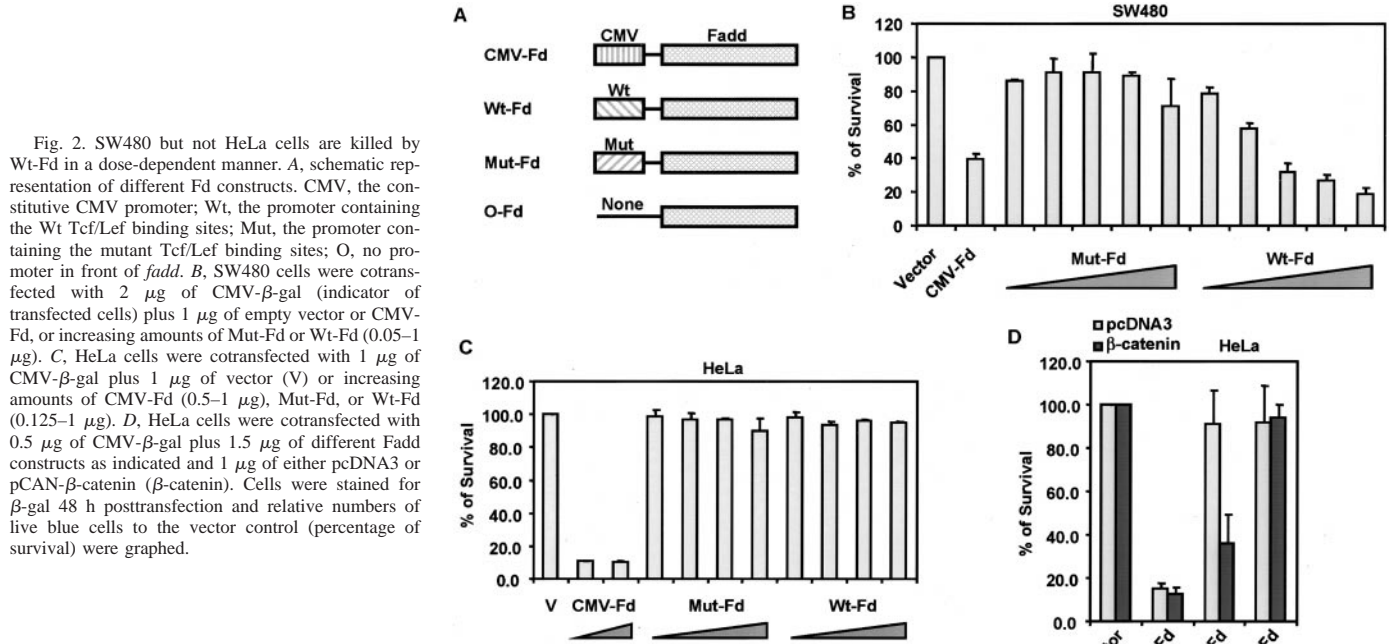 Fig. 2. SW480 but not HeLa cells are killed by
Wt-Fd in a dose-dependent manner. A, schematic rep-
resentation of different Fd constructs. CMV, the con-
stitutive CMV promoter; Wt, the promoter containing
the Wt Tcf/Lef binding sites; Mut, the promoter con-
taining the mutant Tcf/Lef binding sites; O, no pro-
moter in front of fadd. B, SW480 cells were cotrans-
fected with 2 μg of CMV-β-gal (indicator of
transfected cells) plus 1 μg of empty vector or CMV-
Fd, or increasing amounts of Mut-Fd or Wt-Fd (0.05–1
μg). C, HeLa cells were cotransfected with 1 μg of
CMV-β-gal plus 1 μg of vector (V) or increasing
amounts of CMV-Fd (0.5–1 μg), Mut-Fd, or Wt-Fd
(0.125–1 μg). D, HeLa cells were cotransfected with
0.5 μg of CMV-β-gal plus 1.5 μg of different Fadd
constructs as indicated and 1 μg of either pcDNA3 or
pCAN-β-catenin (β-catenin). Cells were stained for
β-gal 48 h posttransfection and relative numbers of
live blue cells to the vector control (percentage of
survival) were graphed.
A
CMV Fadd
CMV-Fd
Wt
Wt-Fd
Mut
Mut-Fd
None
O-Fd
B
SW480
% of Survival
120
100
80
60
40
20
0
Vector
CMV-Fd
Mut-Fd
Wt-Fd
C
HeLa
% of Survival
120.0
100.0
80.0
60.0
40.0
20.0
0.0
V CMV-Fd Mut-Fd Wt-Fd
D
pcDNA3
β-catenin
HeLa
% of Survival
120.0
100.0
80.0
60.0
40.0
20.0
0.0